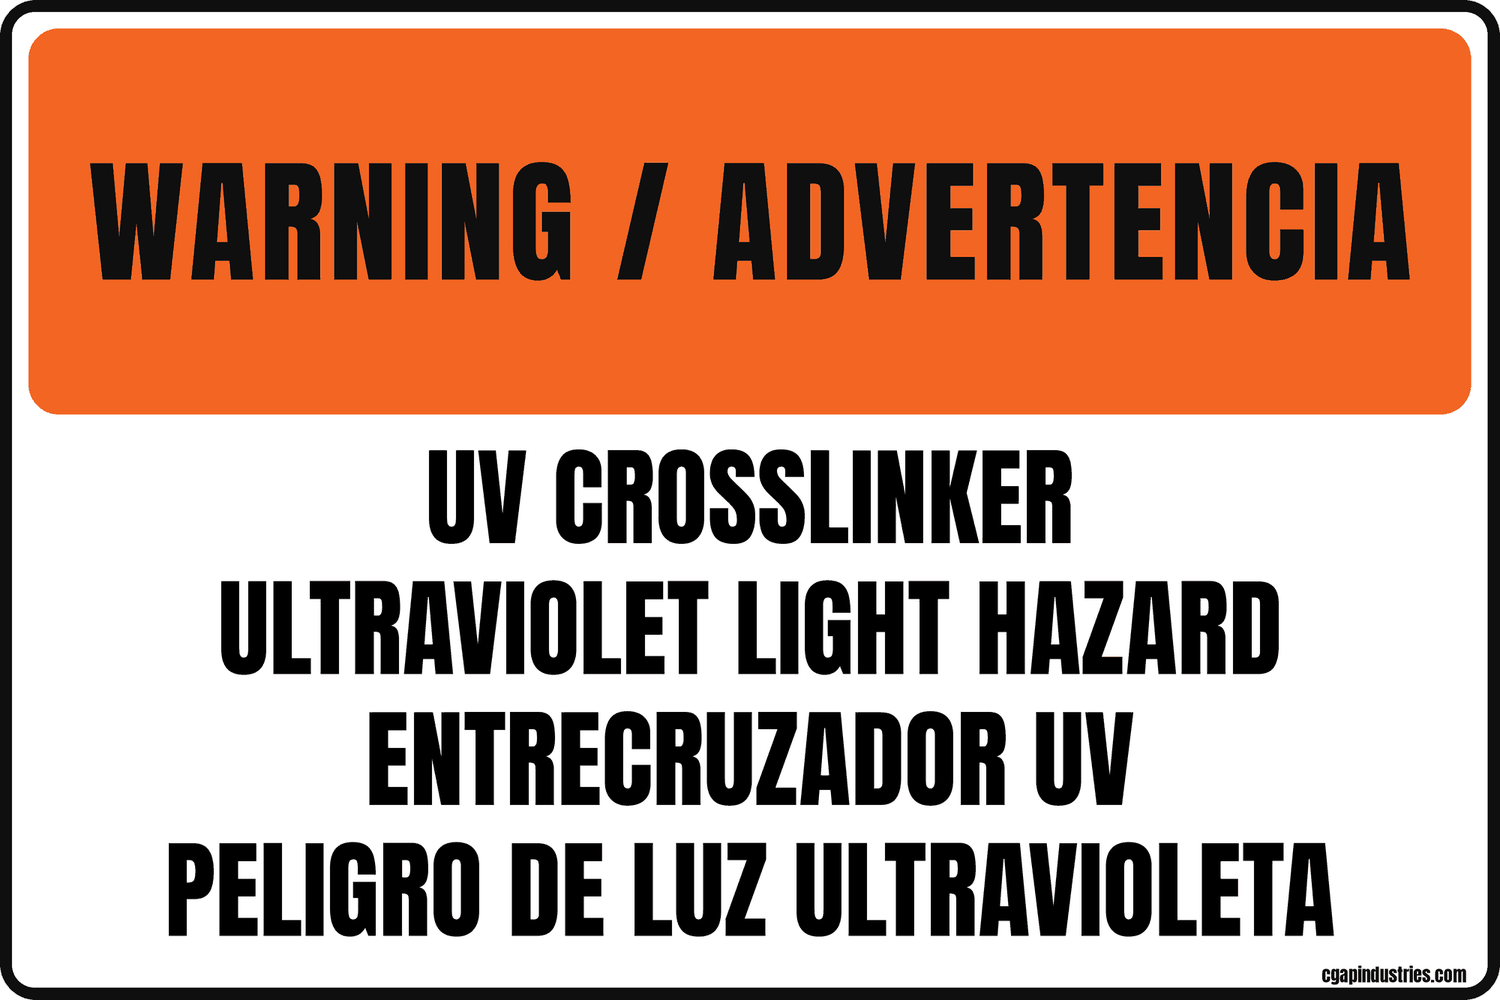 WARNING / ADVERTENCIA
UV CROSSLINKER
ULTRAVIOLET LIGHT HAZARD
ENTRECRUZADOR UV
PELIGRO DE LUZ ULTRAVIOLETA
cgapindustries.com